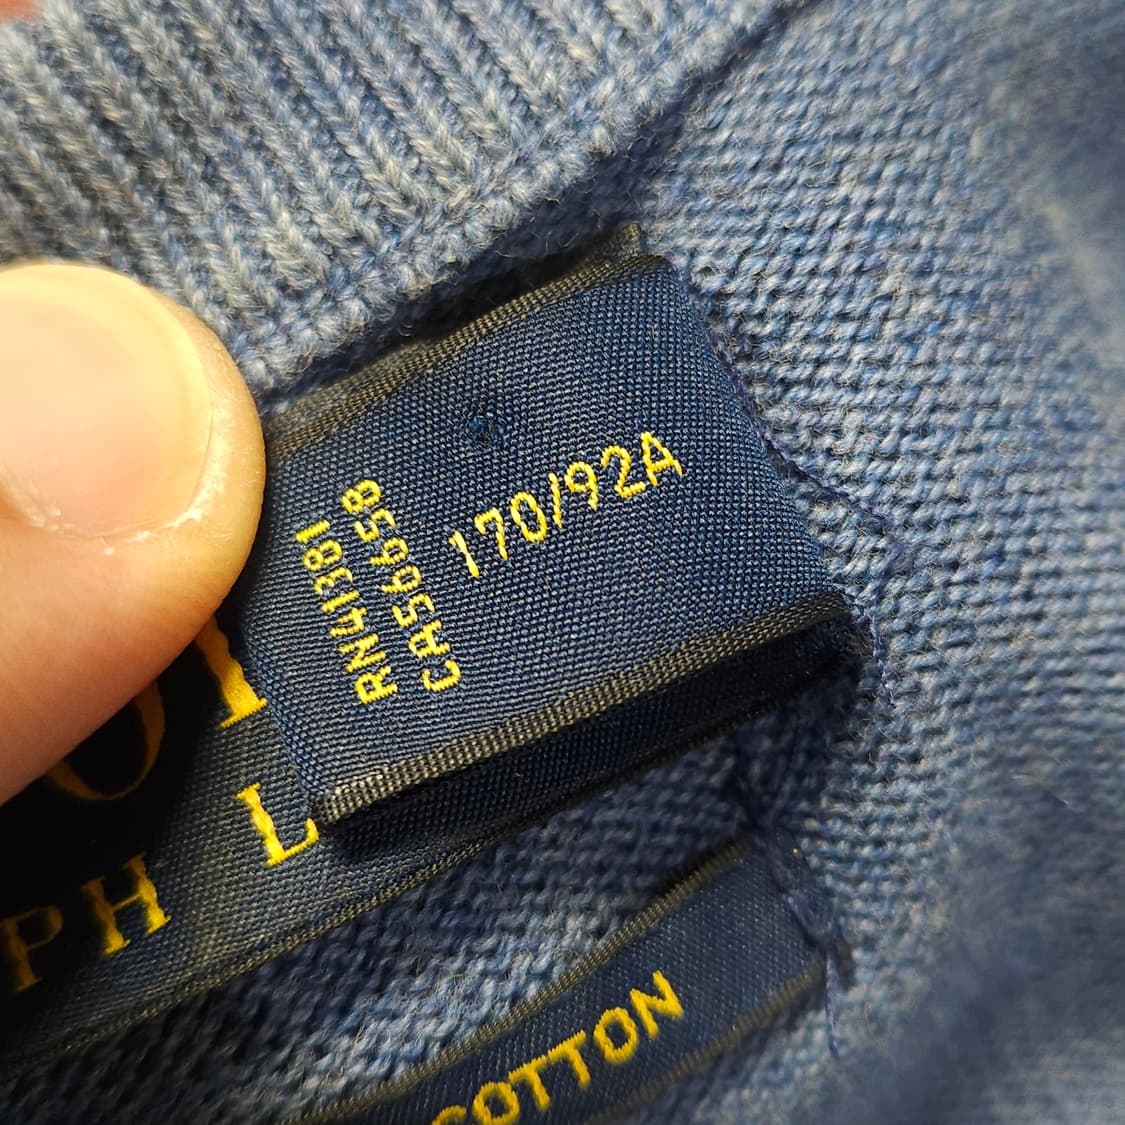 RN41381
CA56658
170/92A
L
PH
COTTON